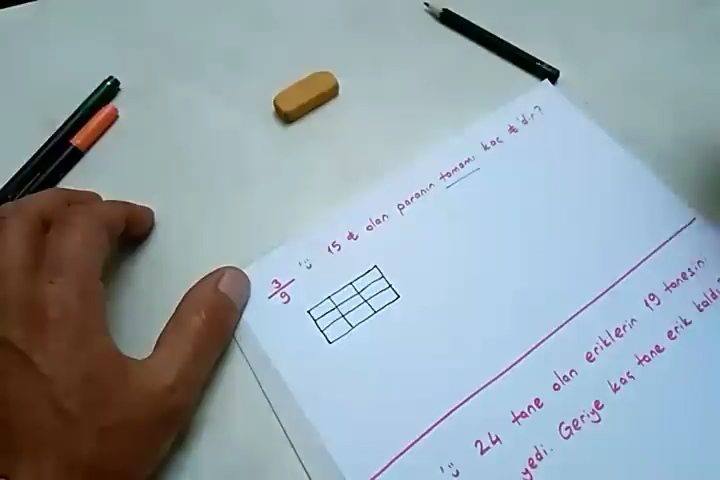 3/9 'ü 15 ₺ olan paranın tamamı kaç ₺'dir?
'ü 24 tane olan eriklerin 19 tanesin
yedi. Geriye kaç tane erik kaldı